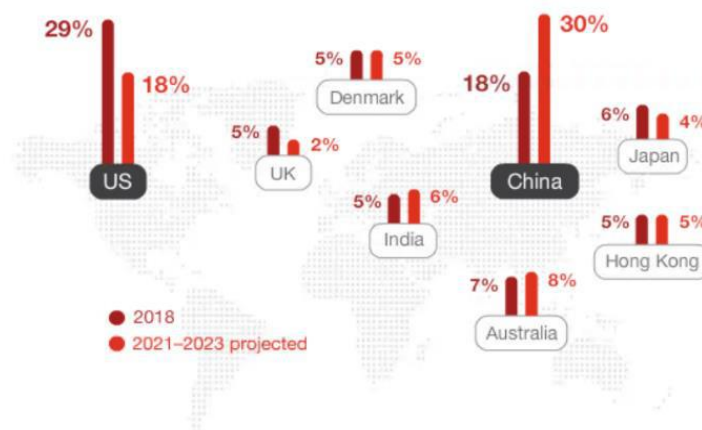 29%
18%
US
5%
2%
UK
5%
5%
Denmark
5%
6%
India
18%
30%
China
6%
4%
Japan
5%
5%
Hong Kong
7%
8%
Australia
2018
2021–2023 projected